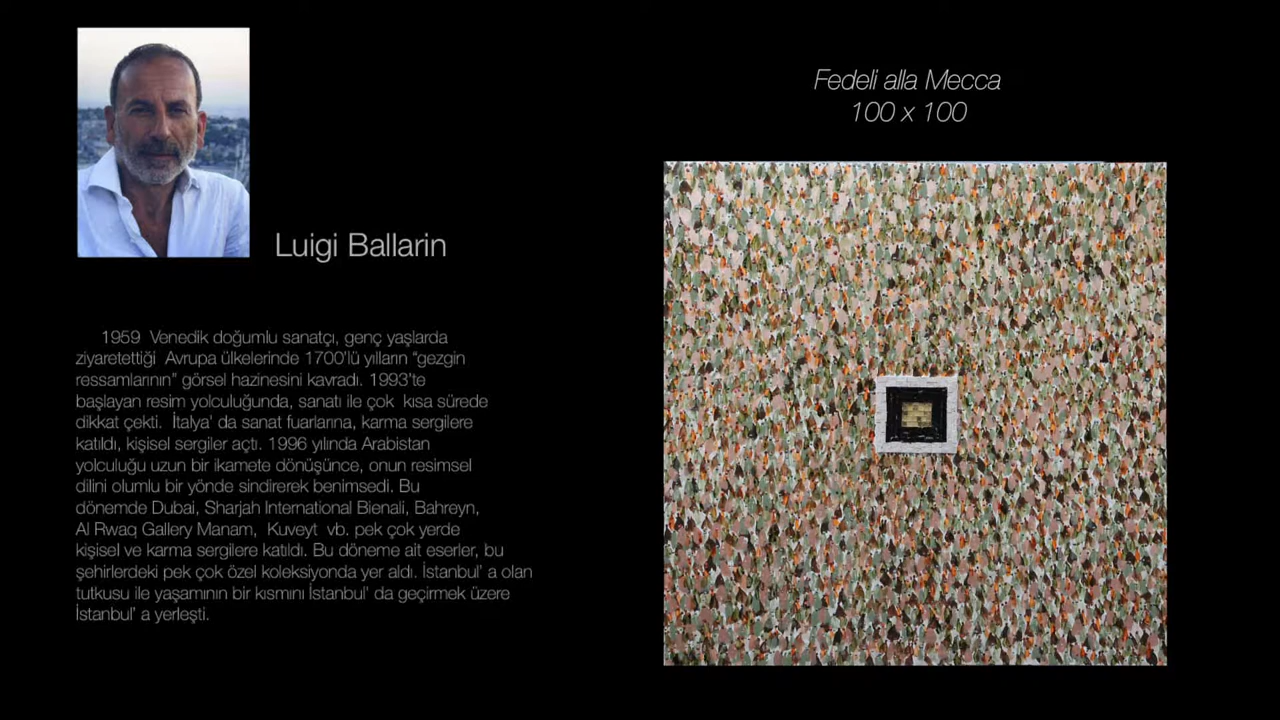 Fedeli alla Mecca
100 x 100
Luigi Ballarin
1959 Venedik doğumlu sanatçı, genç yaşlarda
ziyaretettiği Avrupa ülkelerinde 1700'lü yılların “gezgin
ressamlarının” görsel hazinesini kavradı. 1993'te
başlayan resim yolculuğunda, sanatı ile çok kısa sürede
dikkat çekti. İtalya' da sanat fuarlarına, karma sergilere
katıldı, kişisel sergiler açtı. 1996 yılında Arabistan
yolculuğu uzun bir ikamete dönüşünce, onun resimsel
dilini olumlu bir yönde sindirerek benimsedi. Bu
dönemde Dubai, Sharjah International Bienali, Bahreyn,
Al Rwaq Gallery Manam, Kuveyt vb. pek çok yerde
kişisel ve karma sergilere katıldı. Bu döneme ait eserler, bu
şehirlerdeki pek çok özel koleksiyonda yer aldı. İstanbul' a olan
tutkusu ile yaşamının bir kısmını İstanbul' da geçirmek üzere
İstanbul' a yerleşti.